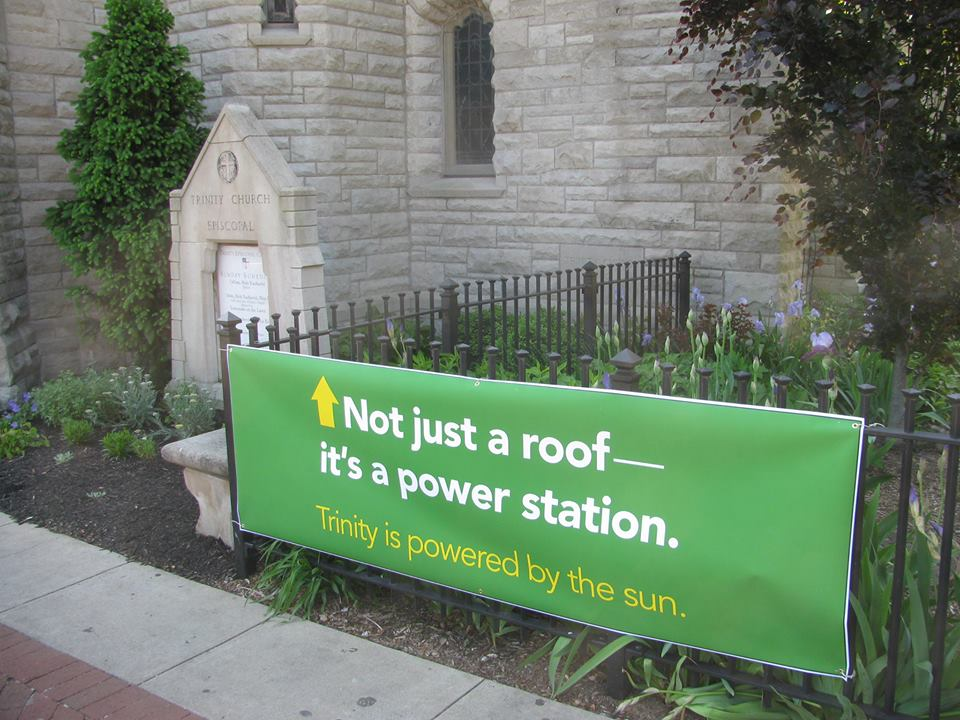 TRINITY CHURCH
EPISCOPAL
Not just a roof—
it's a power station.
Trinity is powered by the sun.